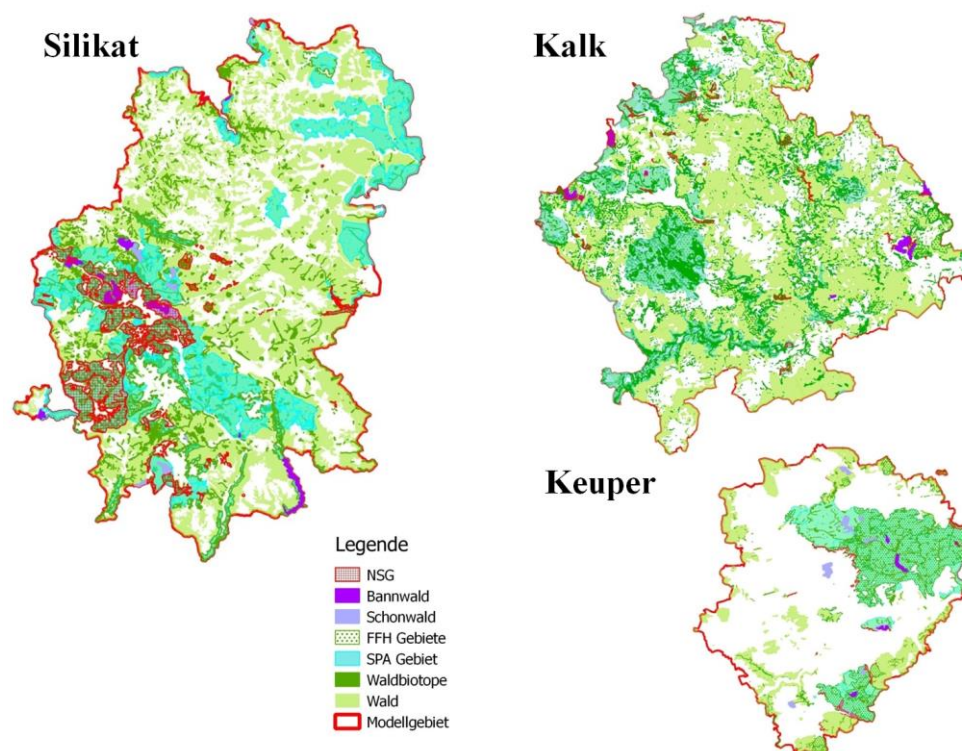 Silikat
Kalk
Keuper
Legende
NSG
Bannwald
Schonwald
FFH Gebiete
SPA Gebiet
Waldbiotope
Wald
Modellgebiet